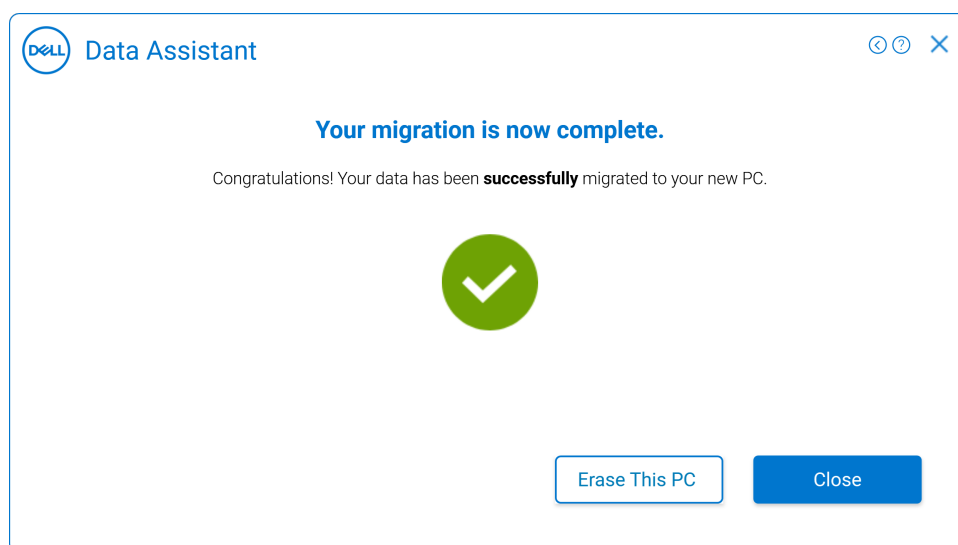 DELL Data Assistant
Your migration is now complete.
Congratulations! Your data has been successfully migrated to your new PC.
Erase This PC
Close